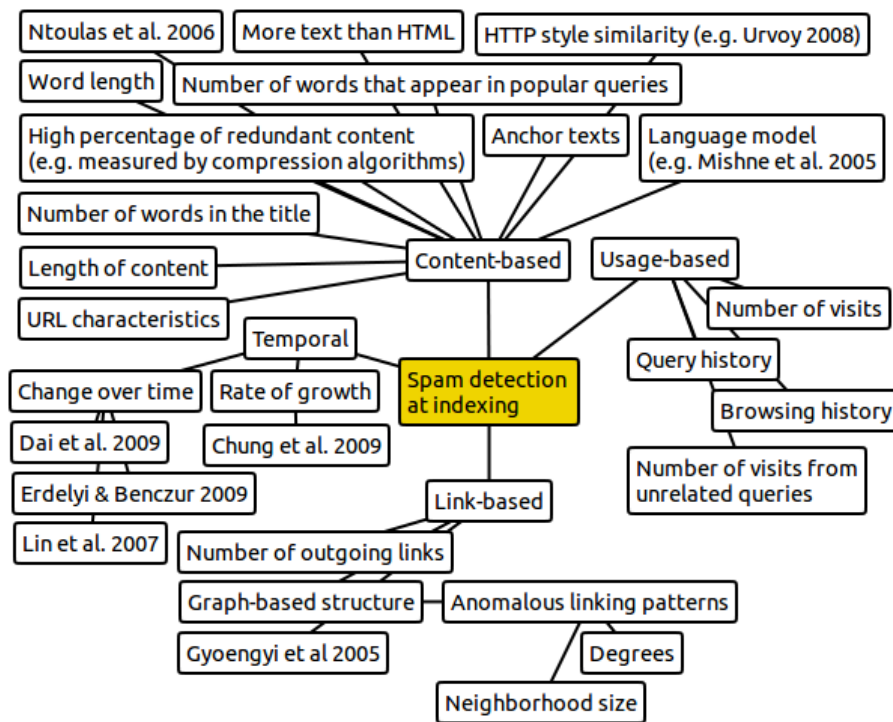 Ntoulas et al. 2006
More text than HTML
HTTP style similarity (e.g. Urvoy 2008)
Word length
Number of words that appear in popular queries
High percentage of redundant content
(e.g. measured by compression algorithms)
Anchor texts
Language model
(e.g. Mishne et al. 2005
Number of words in the title
Content-based
Usage-based
Length of content
Number of visits
URL characteristics
Temporal
Query history
Change over time
Rate of growth
Spam detection
at indexing
Browsing history
Dai et al. 2009
Chung et al. 2009
Number of visits from
unrelated queries
Erdelyi & Benczur 2009
Link-based
Lin et al. 2007
Number of outgoing links
Graph-based structure
Anomalous linking patterns
Gyoengyi et al 2005
Degrees
Neighborhood size